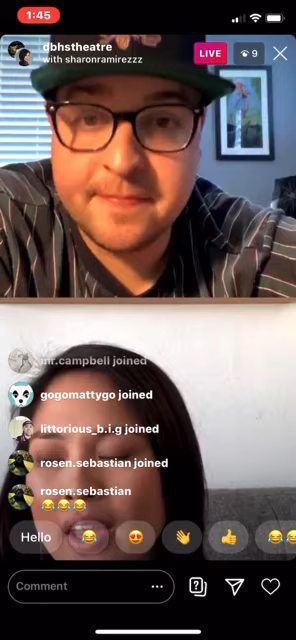 1:45
dbhstheatre
with sharonramirezzz
LIVE
9
mr.campbell joined
gogomattygo joined
littorious_b.i.g joined
rosen.sebastian joined
rosen.sebastian
😂😂😂
Hello 😂 😍 👋 👍 😂😂
Comment